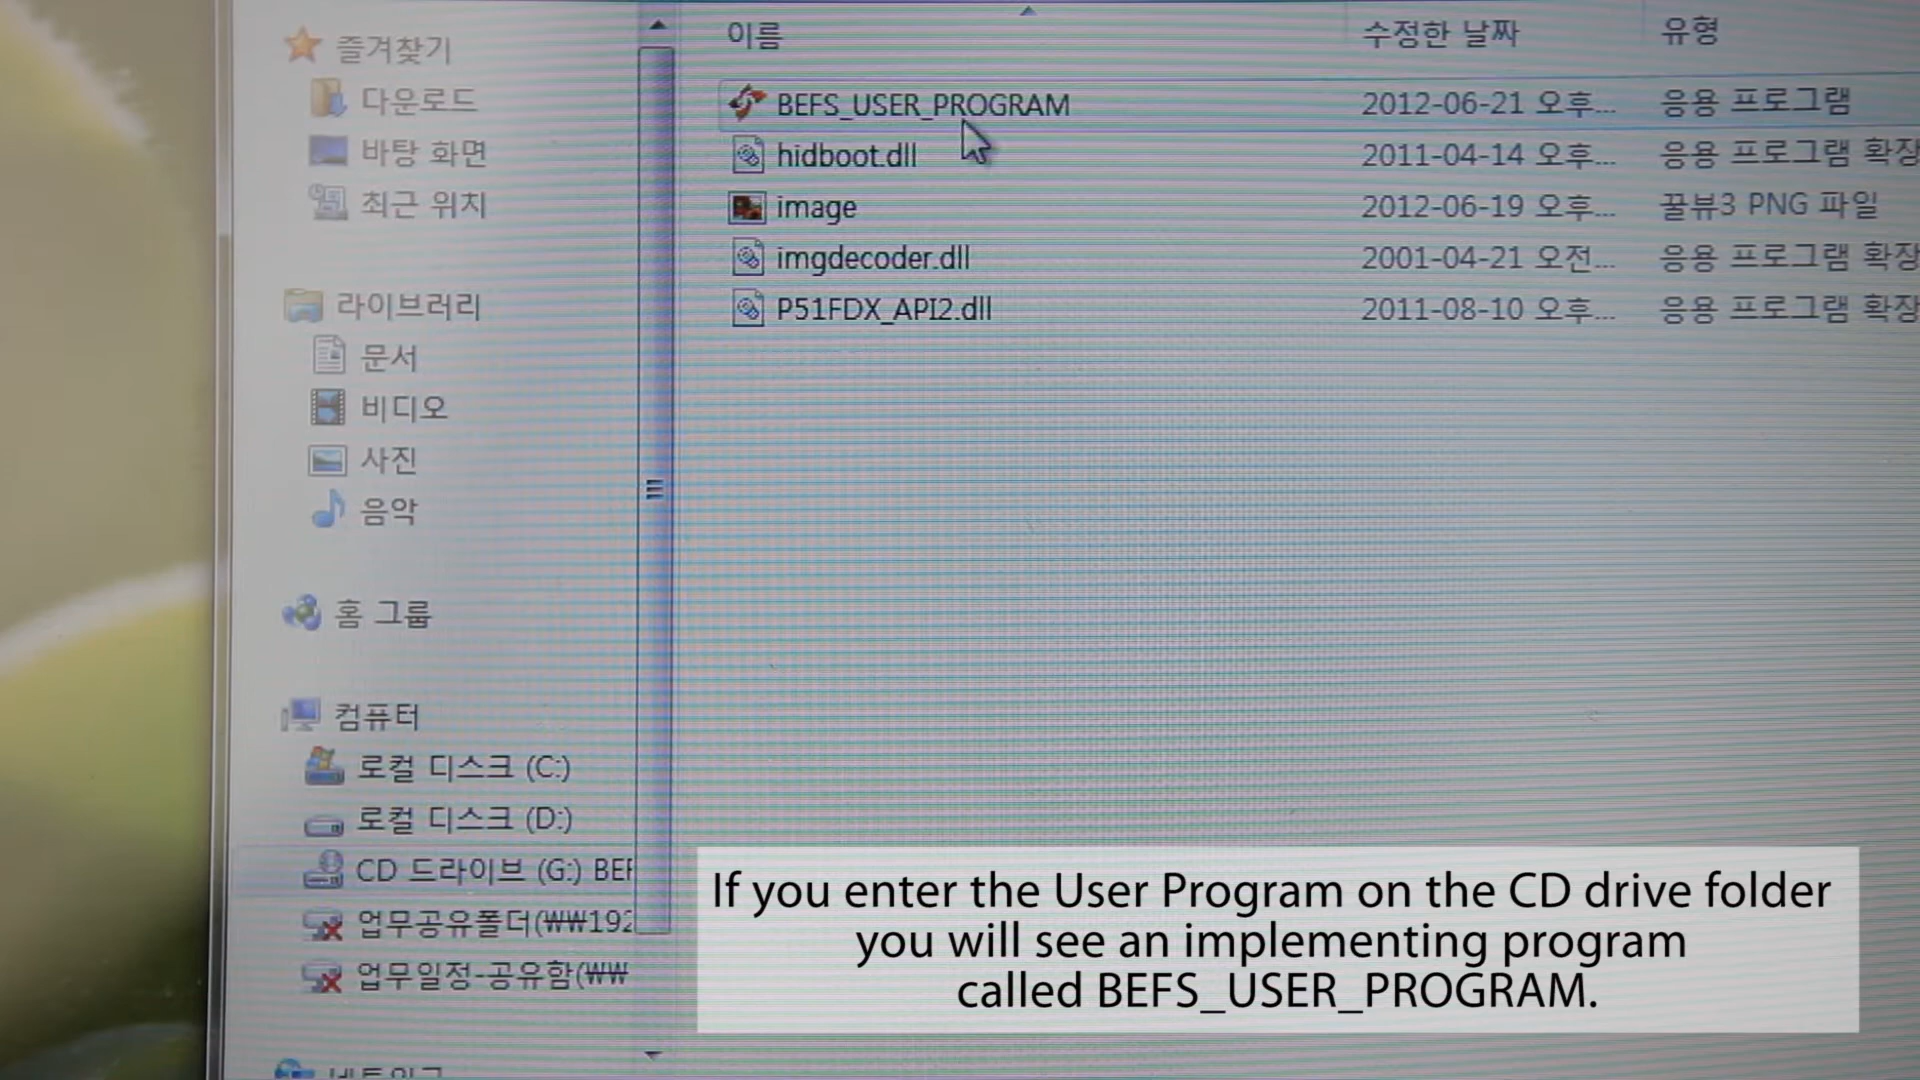 즐겨찾기
다운로드
바탕 화면
최근 위치
라이브러리
문서
비디오
사진
음악
홈 그룹
컴퓨터
로컬 디스크 (C:)
로컬 디스크 (D:)
CD 드라이브 (G:) BEF
업무공유폴더(₩₩192
업무일정-공유함(₩₩
이름 수정한 날짜 유형
BEFS_USER_PROGRAM 2012-06-21 오후... 응용 프로그램
hidboot.dll 2011-04-14 오후... 응용 프로그램 확장
image 2012-06-19 오후... 꿀뷰3 PNG 파일
imgdecoder.dll 2001-04-21 오전... 응용 프로그램 확장
P51FDX_API2.dll 2011-08-10 오후... 응용 프로그램 확장
If you enter the User Program on the CD drive folder
you will see an implementing program
called BEFS_USER_PROGRAM.